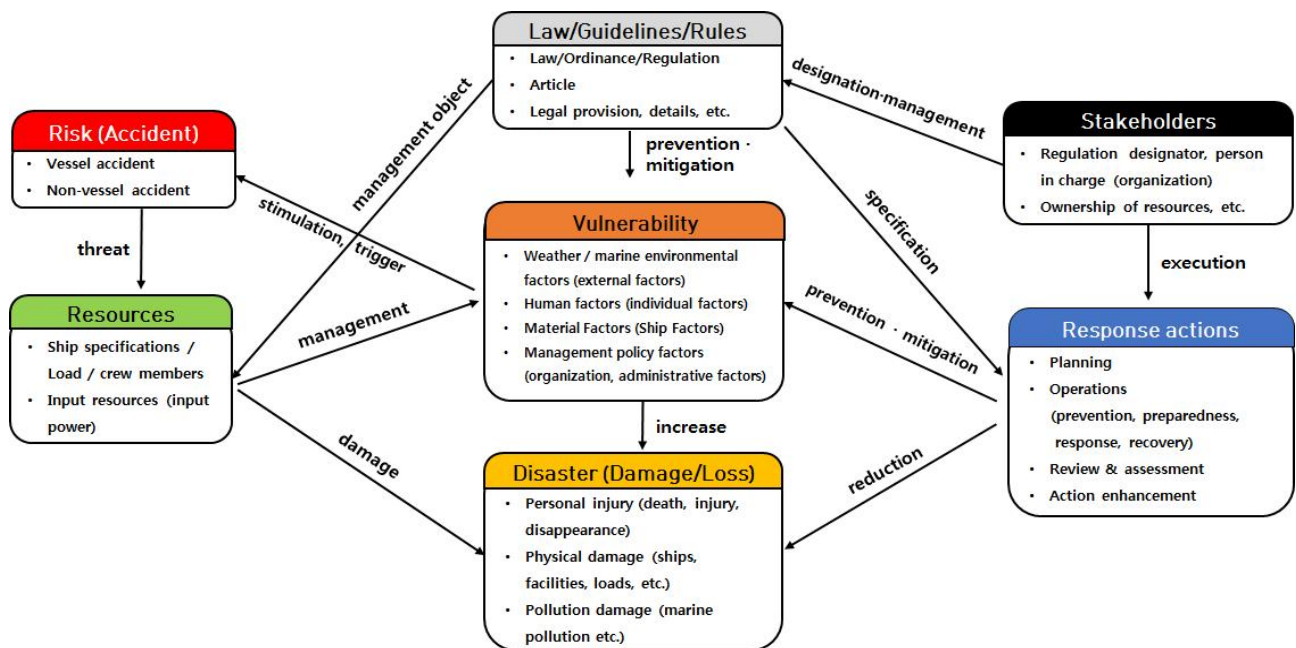 Law/Guidelines/Rules
• Law/Ordinance/Regulation
• Article
• Legal provision, details, etc.
designation·management
management object
prevention ·
mitigation
Risk (Accident)
• Vessel accident
• Non-vessel accident
Stakeholders
• Regulation designator, person
in charge (organization)
• Ownership of resources, etc.
stimulation, trigger
specification
threat
execution
Vulnerability
• Weather / marine environmental
factors (external factors)
• Human factors (individual factors)
• Material Factors (Ship Factors)
• Management policy factors
(organization, administrative factors)
management
prevention · mitigation
Resources
• Ship specifications /
Load / crew members
• Input resources (input
power)
Response actions
• Planning
• Operations
(prevention, preparedness,
response, recovery)
• Review & assessment
• Action enhancement
increase
damage
reduction
Disaster (Damage/Loss)
• Personal injury (death, injury,
disappearance)
• Physical damage (ships,
facilities, loads, etc.)
• Pollution damage (marine
pollution etc.)